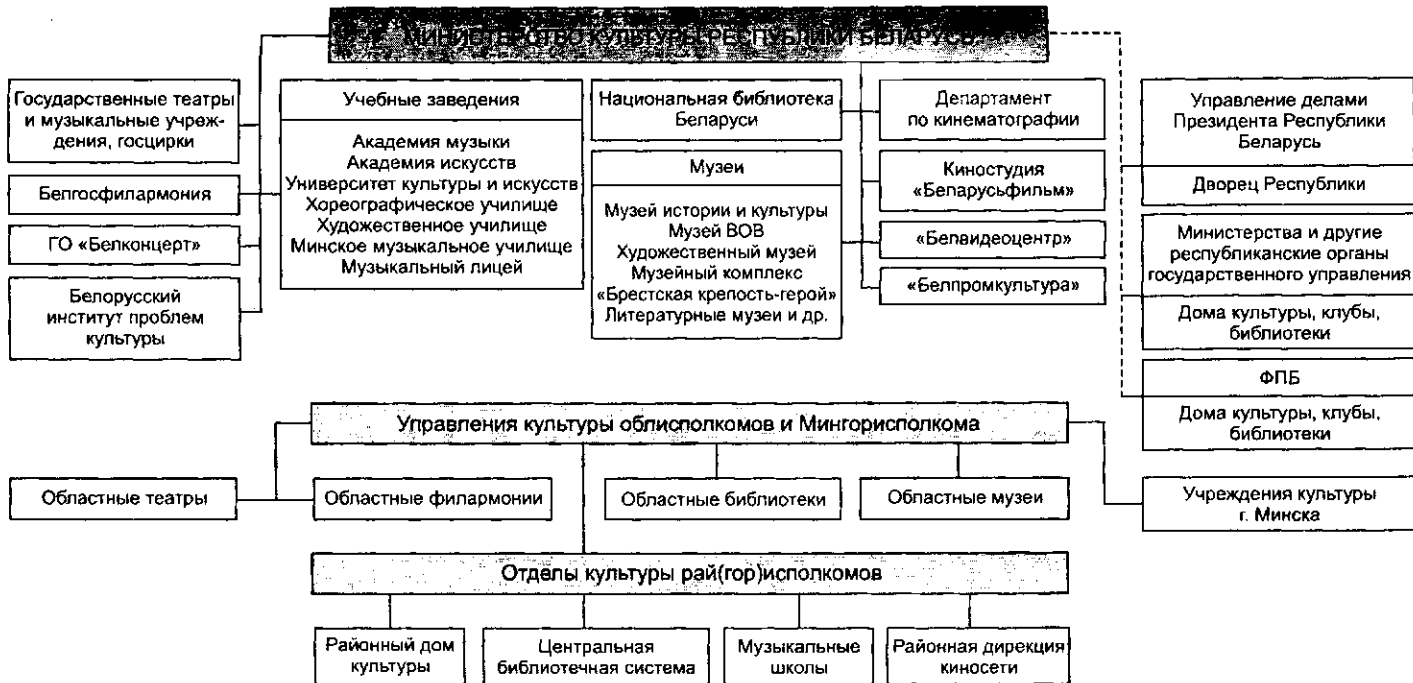 МИНИСТЕРСТВО КУЛЬТУРЫ РЕСПУБЛИКИ БЕЛАРУСЬ
Государственные театры
и музыкальные учреж-
дения, госцирки
Белгосфилармония
ГО «Белконцерт»
Белорусский
институт проблем
культуры
Учебные заведения
Академия музыки
Академия искусств
Университет культуры и искусств
Хореографическое училище
Художественное училище
Минское музыкальное училище
Музыкальный лицей
Национальная библиотека
Беларуси
Музеи
Музей истории и культуры
Музей ВОВ
Художественный музей
Музейный комплекс
«Брестская крепость-герой»
Литературные музеи и др.
Департамент
по кинематографии
Киностудия
«Беларусьфильм»
«Белвидеоцентр»
«Белпромкультура»
Управление делами
Президента Республики
Беларусь
Дворец Республики
Министерства и другие
республиканские органы
государственного управления
Дома культуры, клубы,
библиотеки
ФПБ
Дома культуры, клубы,
библиотеки
Управления культуры облисполкомов и Мингорисполкома
Областные театры
Областные филармонии
Областные библиотеки
Областные музеи
Учреждения культуры
г. Минска
Отделы культуры рай(гор)исполкомов
Районный дом
культуры
Центральная
библиотечная система
Музыкальные
школы
Районная дирекция
киносети